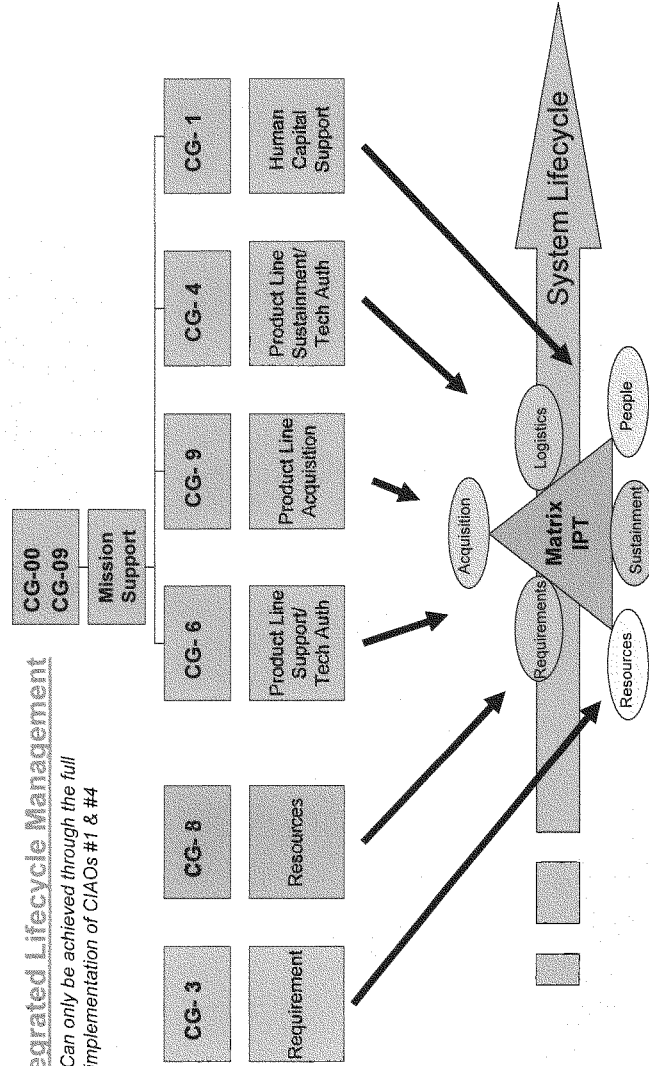 egrated Lifecycle Management
Can only be achieved through the full
implementation of CIAOs #1 & #4
CG-00
CG-09
Mission
Support
CG- 3
CG- 8
CG- 6
CG- 9
CG- 4
CG- 1
Requirement
Resources
Product Line
Support/
Tech Auth
Product Line
Acquisition
Product Line
Sustainment/
Tech Auth
Human
Capital
Support
Acquisition
Requirements
Logistics
Matrix
IPT
Resources
Sustainment
People
System Lifecycle